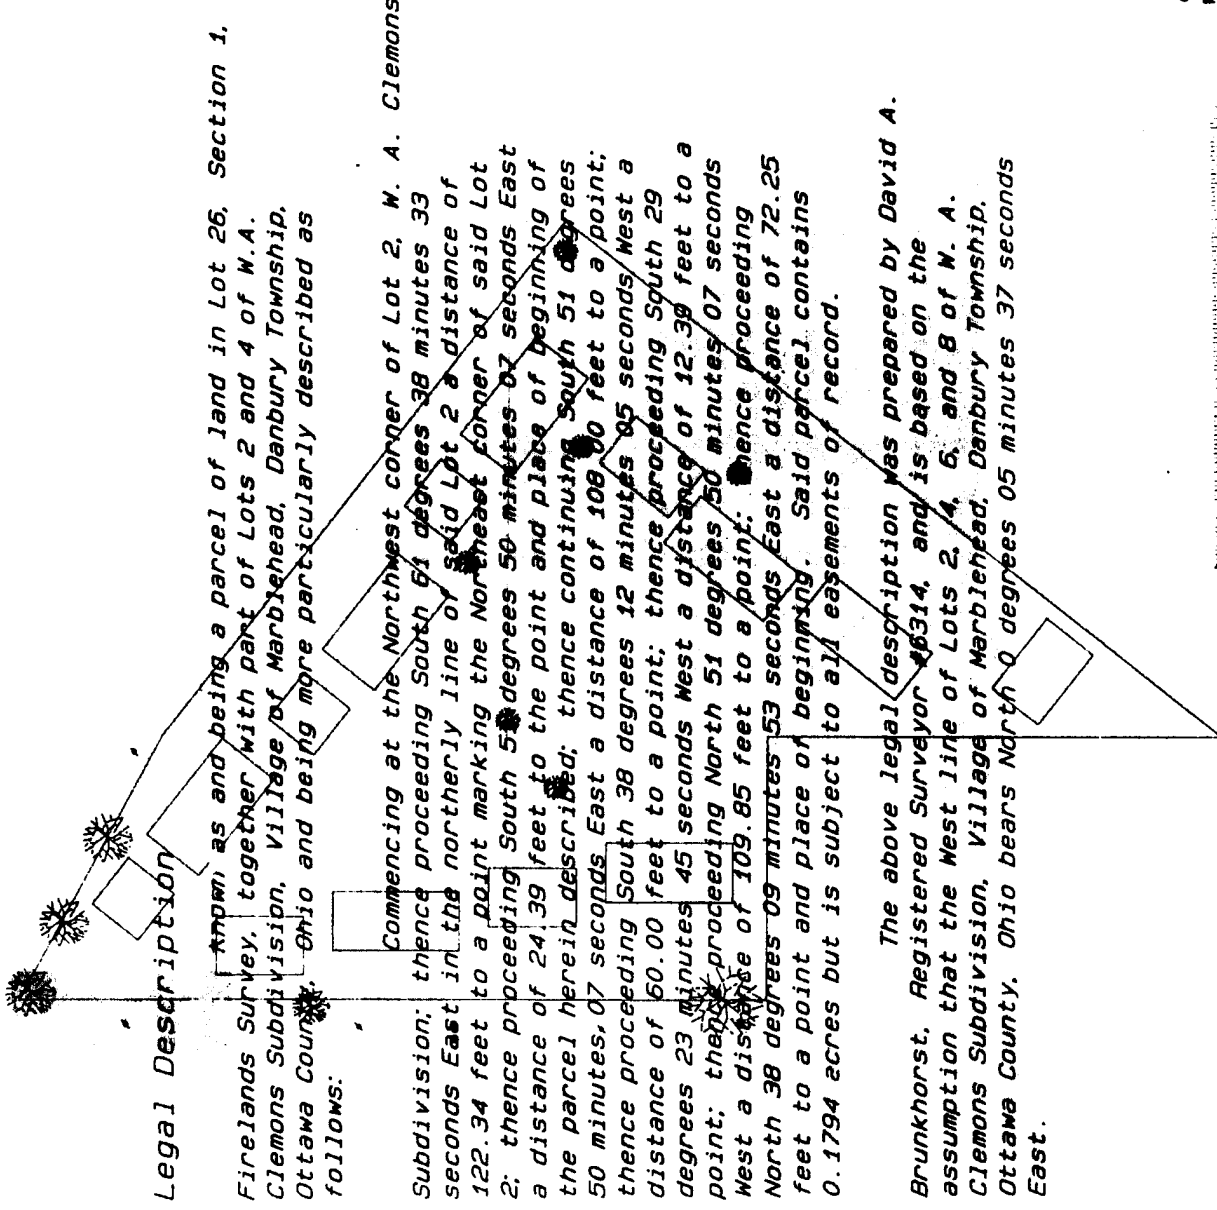 Legal Description
Known as and being a parcel of land in Lot 26, Section 1,
Firelands Survey, together with part of Lots 2 and 4 of W.A.
Clemons Subdivision, Village of Marblehead, Danbury Township,
Ottawa County, Ohio and being more particularly described as
follows:
Commencing at the Northwest corner of Lot 2, W. A. Clemons
Subdivision; thence proceeding South 61 degrees 38 minutes 33
seconds East in the northerly line of said Lot 2 a distance of
122.34 feet to a point marking the Northeast corner of said Lot
2; thence proceeding South 51 degrees 50 minutes 07 seconds East
a distance of 24.39 feet to the point and place of beginning of
the parcel herein described; thence continuing South 51 degrees
50 minutes, 07 seconds East a distance of 108.00 feet to a point;
thence proceeding South 38 degrees 12 minutes 05 seconds West a
distance of 60.00 feet to a point; thence proceeding South 29
degrees 23 minutes 45 seconds West a distance of 12.39 feet to a
point; thence proceeding North 51 degrees 50 minutes 07 seconds
West a distance of 109.85 feet to a point; thence proceeding
North 38 degrees 09 minutes 53 seconds East a distance of 72.25
feet to a point and place of beginning. Said parcel contains
0.1794 acres but is subject to all easements of record.
The above legal description was prepared by David A.
Brunkhorst, Registered Surveyor #6314, and is based on the
assumption that the West line of Lots 2, 4, 6, and 8 of W. A.
Clemons Subdivision, Village of Marblehead, Danbury Township,
Ottawa County, Ohio bears North 0 degrees 05 minutes 37 seconds
East.